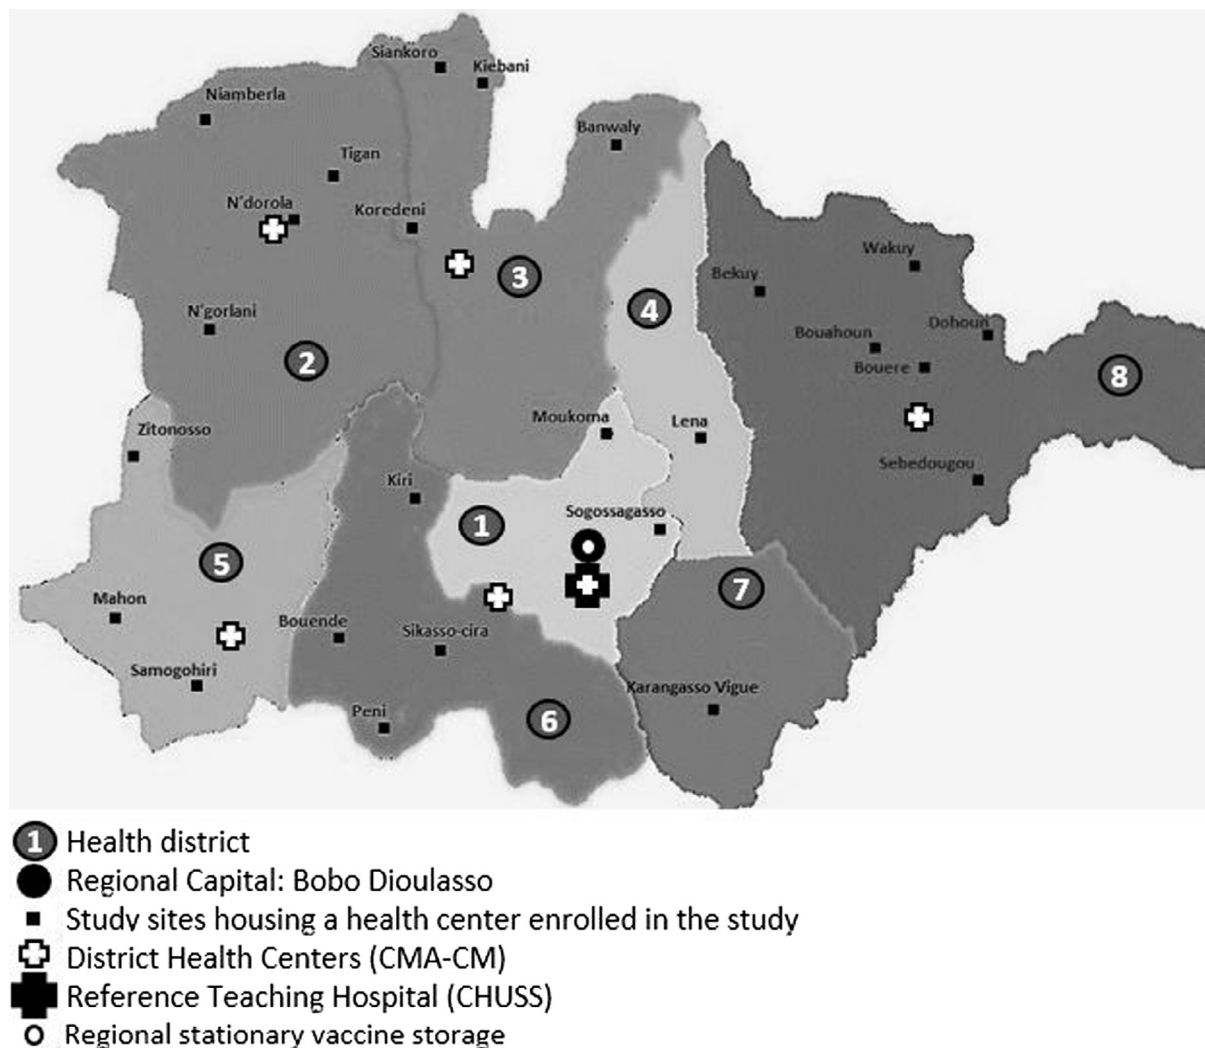 Siankoro
Kiebani
Niamberla
Banwaly
Tigan
N'dorola
Koredeni
Wakuy
3
Bekuy
4
N'gorlani
Dohoun
Bouahoun
2
Bouere
8
Moukoma
Lena
Zitonosso
Sebedougou
Kiri
Sogossagasso
1
5
7
Mahon
Bouende
Sikasso-cira
Samogohiri
Karangasso Vigue
Peni
6
1 Health district
Regional Capital: Bobo Dioulasso
Study sites housing a health center enrolled in the study
District Health Centers (CMA-CM)
Reference Teaching Hospital (CHUSS)
Regional stationary vaccine storage